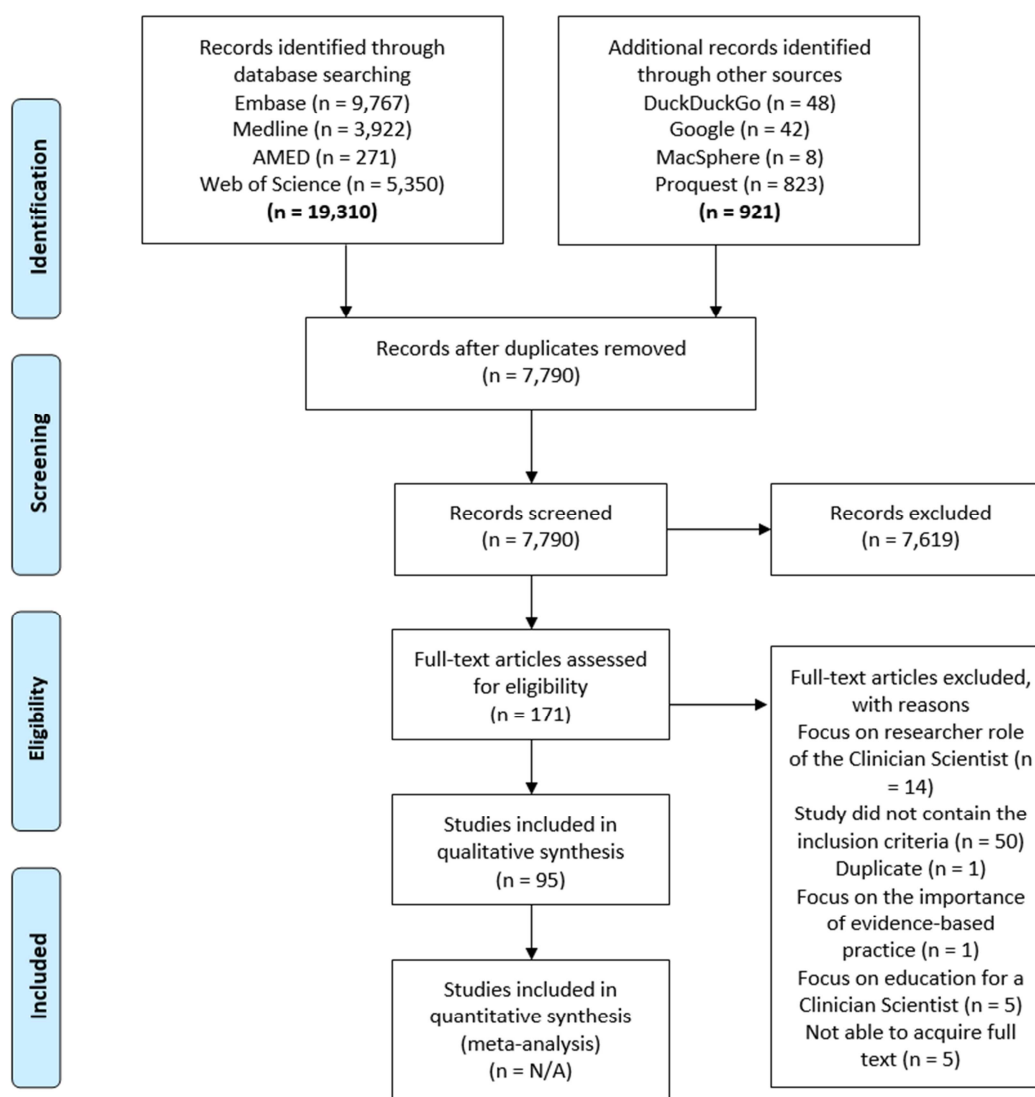 Identification
Records identified through
database searching
Embase (n = 9,767)
Medline (n = 3,922)
AMED (n = 271)
Web of Science (n = 5,350)
(n = 19,310)
Additional records identified
through other sources
DuckDuckGo (n = 48)
Google (n = 42)
MacSphere (n = 8)
Proquest (n = 823)
(n = 921)
Screening
Records after duplicates removed
(n = 7,790)
Records screened
(n = 7,790)
Records excluded
(n = 7,619)
Eligibility
Full-text articles assessed
for eligibility
(n = 171)
Full-text articles excluded,
with reasons
Focus on researcher role
of the Clinician Scientist (n
= 14)
Study did not contain the
inclusion criteria (n = 50)
Duplicate (n = 1)
Focus on the importance
of evidence-based
practice (n = 1)
Focus on education for a
Clinician Scientist (n = 5)
Not able to acquire full
text (n = 5)
Included
Studies included in
qualitative synthesis
(n = 95)
Studies included in
quantitative synthesis
(meta-analysis)
(n = N/A)